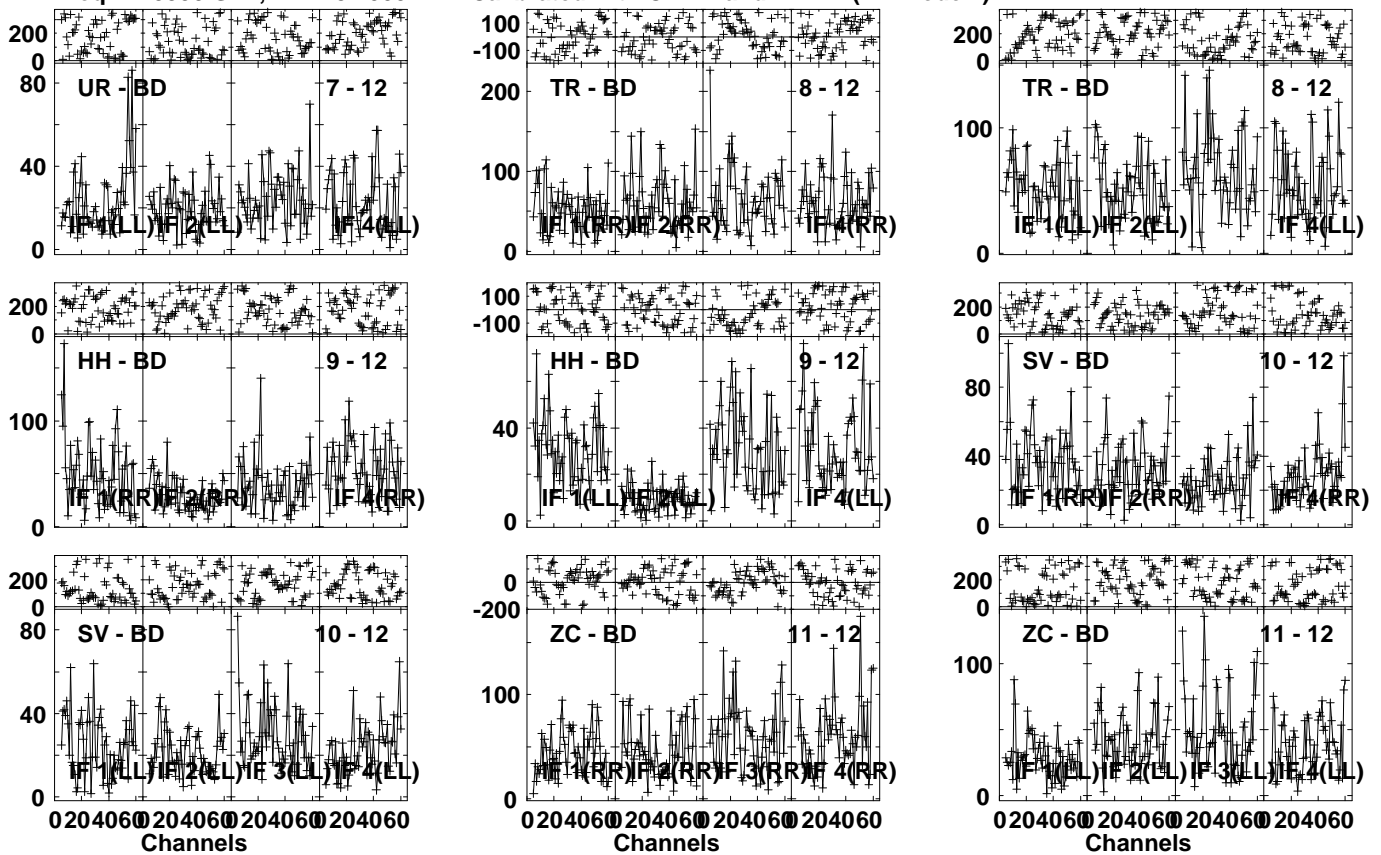 200
0
80
40
0
UR - BD
7 - 12
IF 1(LL)
IF 2(LL)
IF 4(LL)
100
-100
200
100
0
TR - BD
8 - 12
IF 1(RR)
IF 2(RR)
IF 4(RR)
200
0
100
0
TR - BD
8 - 12
IF 1(LL)
IF 2(LL)
IF 4(LL)
200
0
100
0
HH - BD
9 - 12
IF 1(RR)
IF 2(RR)
IF 4(RR)
100
-100
40
0
HH - BD
9 - 12
IF 1(LL)
IF 2(LL)
IF 4(LL)
200
0
80
40
0
SV - BD
10 - 12
IF 1(RR)
IF 2(RR)
IF 4(RR)
200
0
80
40
0
SV - BD
10 - 12
IF 1(LL)
IF 2(LL)
IF 3(LL)
IF 4(LL)
0 20 40 60 0 20 40 60 0 20 40 60 0 20 40 60
Channels
0
-200
100
0
ZC - BD
11 - 12
IF 1(RR)
IF 2(RR)
IF 3(RR)
IF 4(RR)
0 20 40 60 0 20 40 60 0 20 40 60 0 20 40 60
Channels
200
0
100
0
ZC - BD
11 - 12
IF 1(LL)
IF 2(LL)
IF 3(LL)
IF 4(LL)
0 20 40 60 0 20 40 60 0 20 40 60 0 20 40 60
Channels